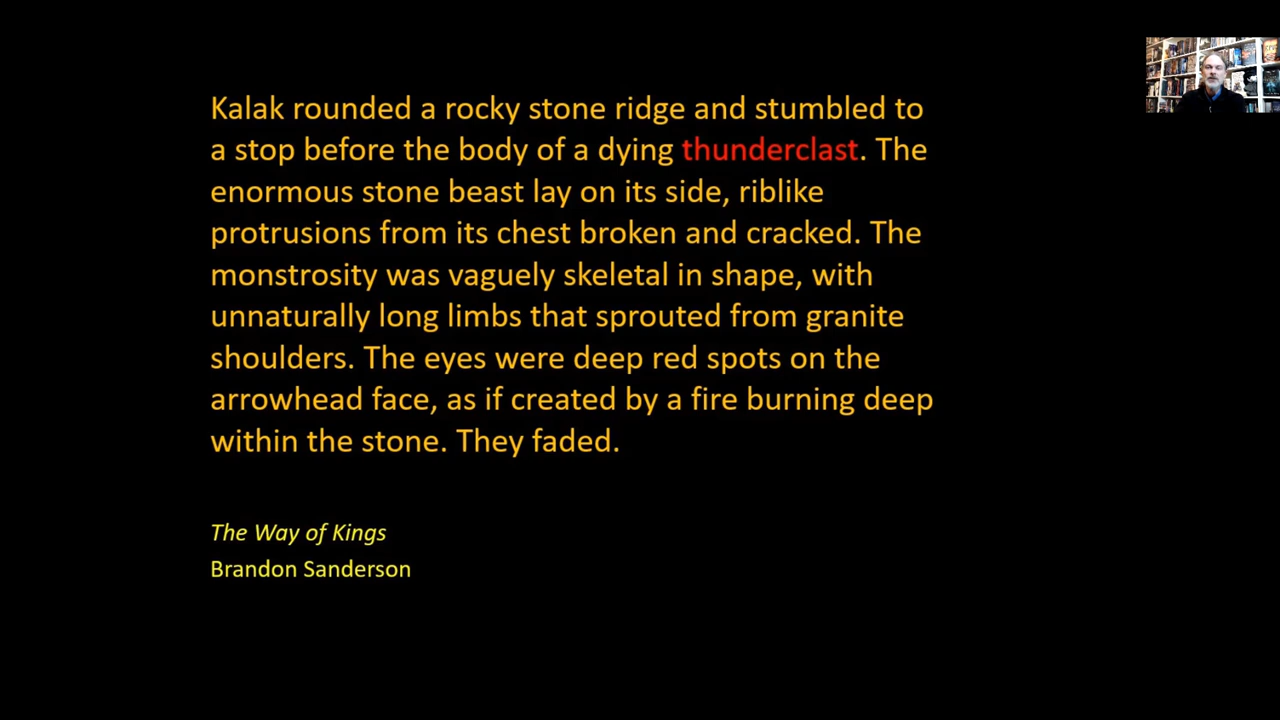 Kalak rounded a rocky stone ridge and stumbled to
a stop before the body of a dying thunderclast. The
enormous stone beast lay on its side, riblike
protrusions from its chest broken and cracked. The
monstrosity was vaguely skeletal in shape, with
unnaturally long limbs that sprouted from granite
shoulders. The eyes were deep red spots on the
arrowhead face, as if created by a fire burning deep
within the stone. They faded.
The Way of Kings
Brandon Sanderson